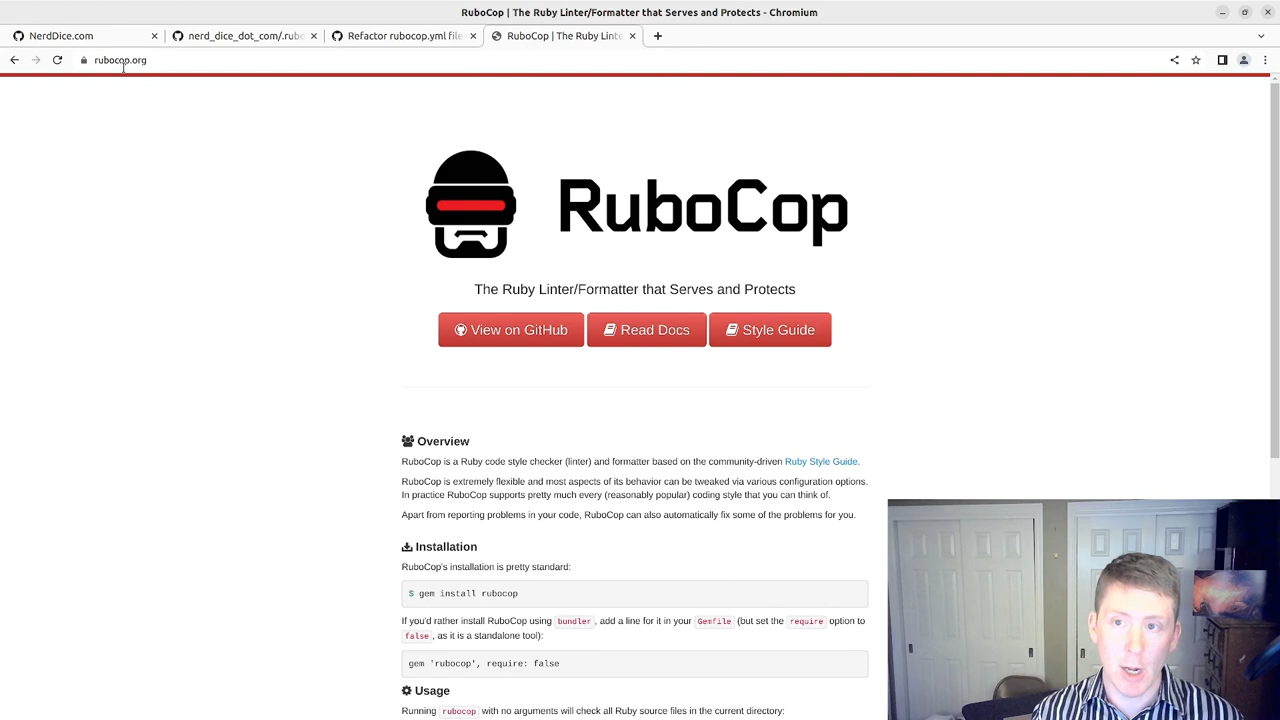 RuboCop | The Ruby Linter/Formatter that Serves and Protects - Chromium
NerdDice.com
nerd_dice_dot_com/.rubo
Refactor rubocop.yml file
RuboCop | The Ruby Linte
rubocop.org
RuboCop
The Ruby Linter/Formatter that Serves and Protects
View on GitHub
Read Docs
Style Guide
Overview
RuboCop is a Ruby code style checker (linter) and formatter based on the community-driven Ruby Style Guide.
RuboCop is extremely flexible and most aspects of its behavior can be tweaked via various configuration options.
In practice RuboCop supports pretty much every (reasonably popular) coding style that you can think of.
Apart from reporting problems in your code, RuboCop can also automatically fix some of the problems for you.
Installation
RuboCop's installation is pretty standard:
$ gem install rubocop
If you'd rather install RuboCop using bundler, add a line for it in your Gemfile (but set the require option to
false, as it is a standalone tool):
gem 'rubocop', require: false
Usage
Running rubocop with no arguments will check all Ruby source files in the current directory: